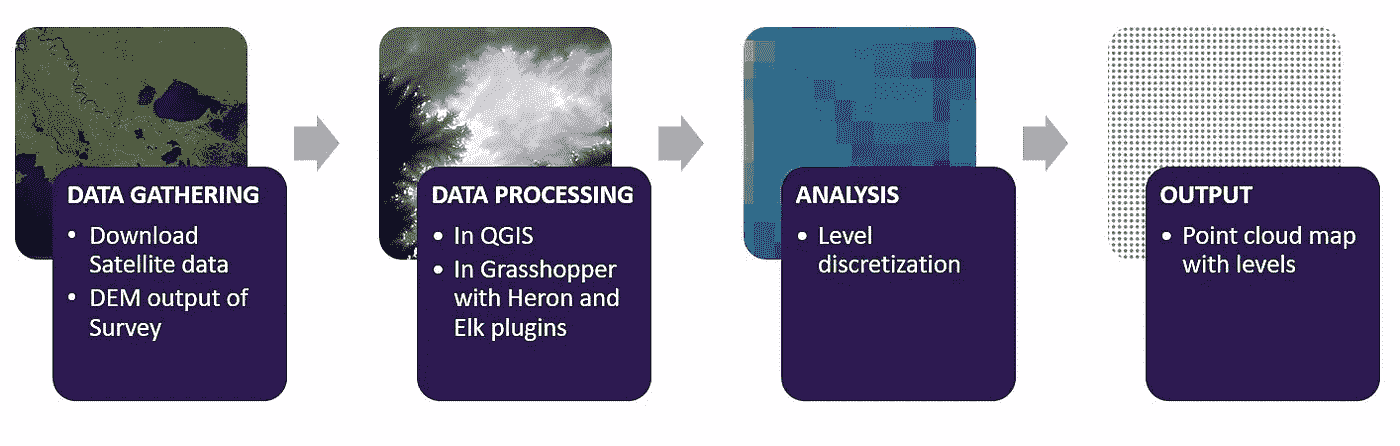 DATA GATHERING
• Download
Satellite data
• DEM output of
Survey
DATA PROCESSING
• In QGIS
• In Grasshopper
with Heron and
Elk plugins
ANALYSIS
• Level
discretization
OUTPUT
• Point cloud map
with levels